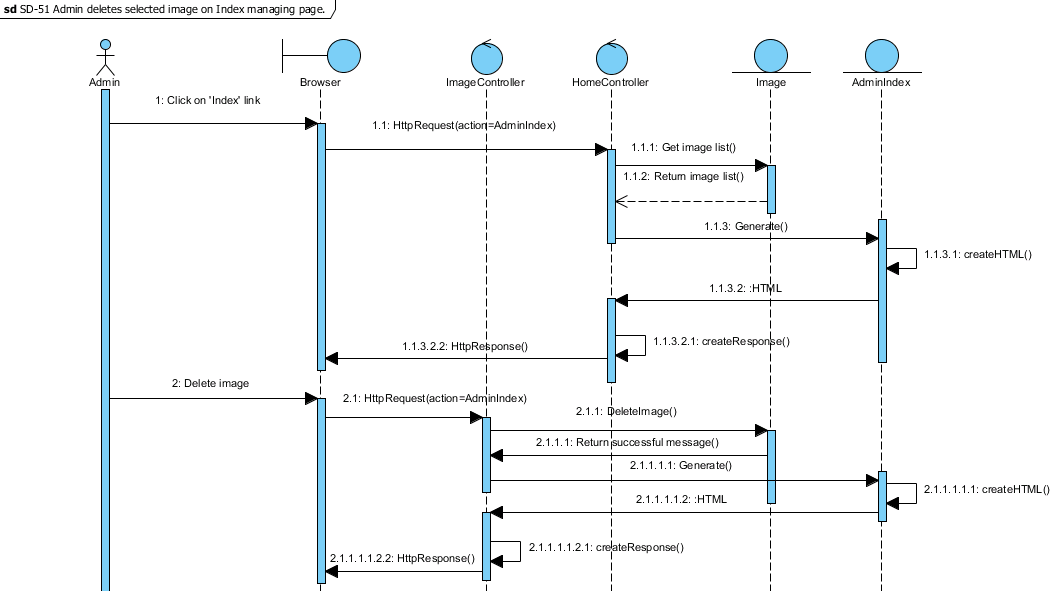 sd SD-51 Admin deletes selected image on Index managing page.
Admin
Browser
ImageController
HomeController
Image
AdminIndex
1: Click on 'Index' link
1.1: HttpRequest(action=AdminIndex)
1.1.1: Get image list()
1.1.2: Return image list()
1.1.3: Generate()
1.1.3.1: createHTML()
1.1.3.2: :HTML
1.1.3.2.1: createResponse()
1.1.3.2.2: HttpResponse()
2: Delete image
2.1: HttpRequest(action=AdminIndex)
2.1.1: DeleteImage()
2.1.1.1: Return successful message()
2.1.1.1.1: Generate()
2.1.1.1.1.1: createHTML()
2.1.1.1.1.2: :HTML
2.1.1.1.1.2.1: createResponse()
2.1.1.1.1.2.2: HttpResponse()